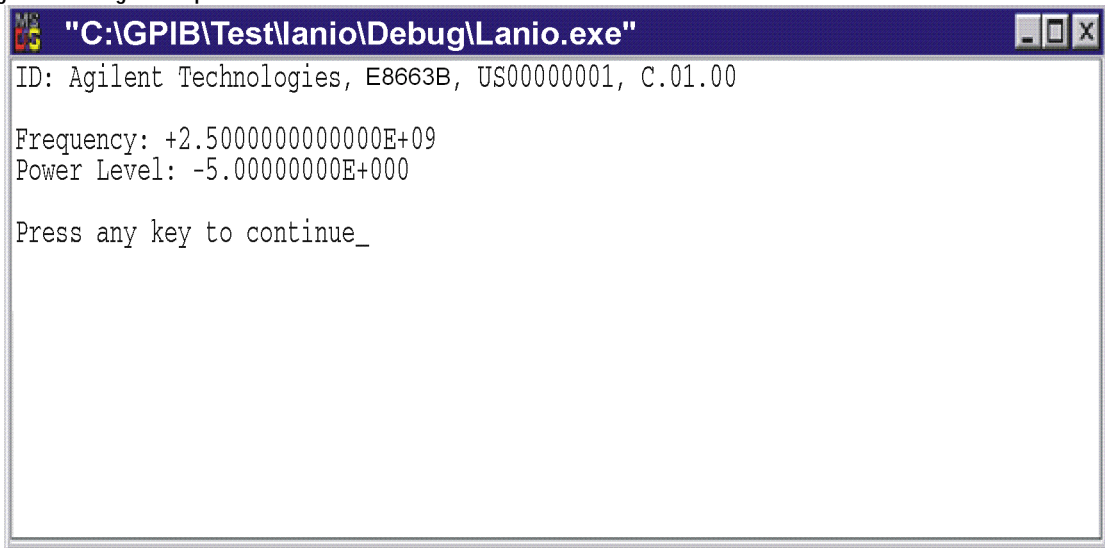 "C:\GPIB\Test\lanio\Debug\Lanio.exe"
ID: Agilent Technologies, E8663B, US00000001, C.01.00
Frequency: +2.5000000000000E+09
Power Level: -5.00000000E+000
Press any key to continue_